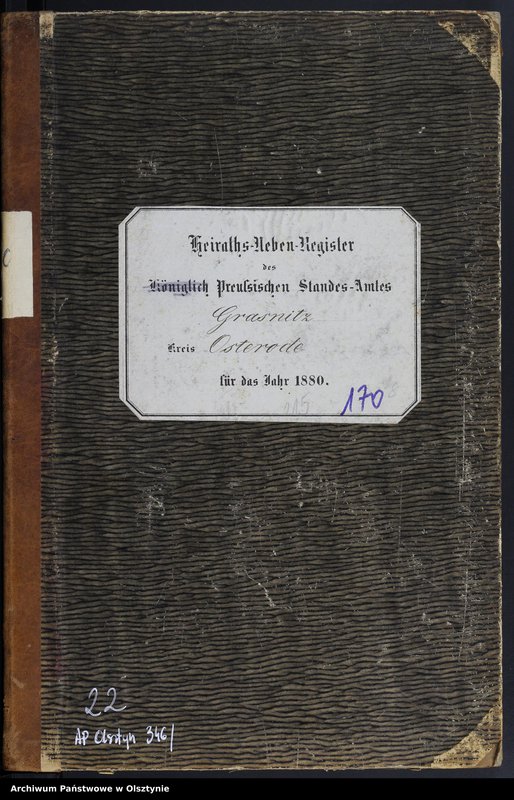 Heiraths-Neben-Register
des
Königlich Preußischen Standes-Amtes
Grasnitz
Kreis Osterode
für das Jahr 1880.
170
C
22
AP Olsztyn 346/
Archiwum Państwowe w Olsztynie